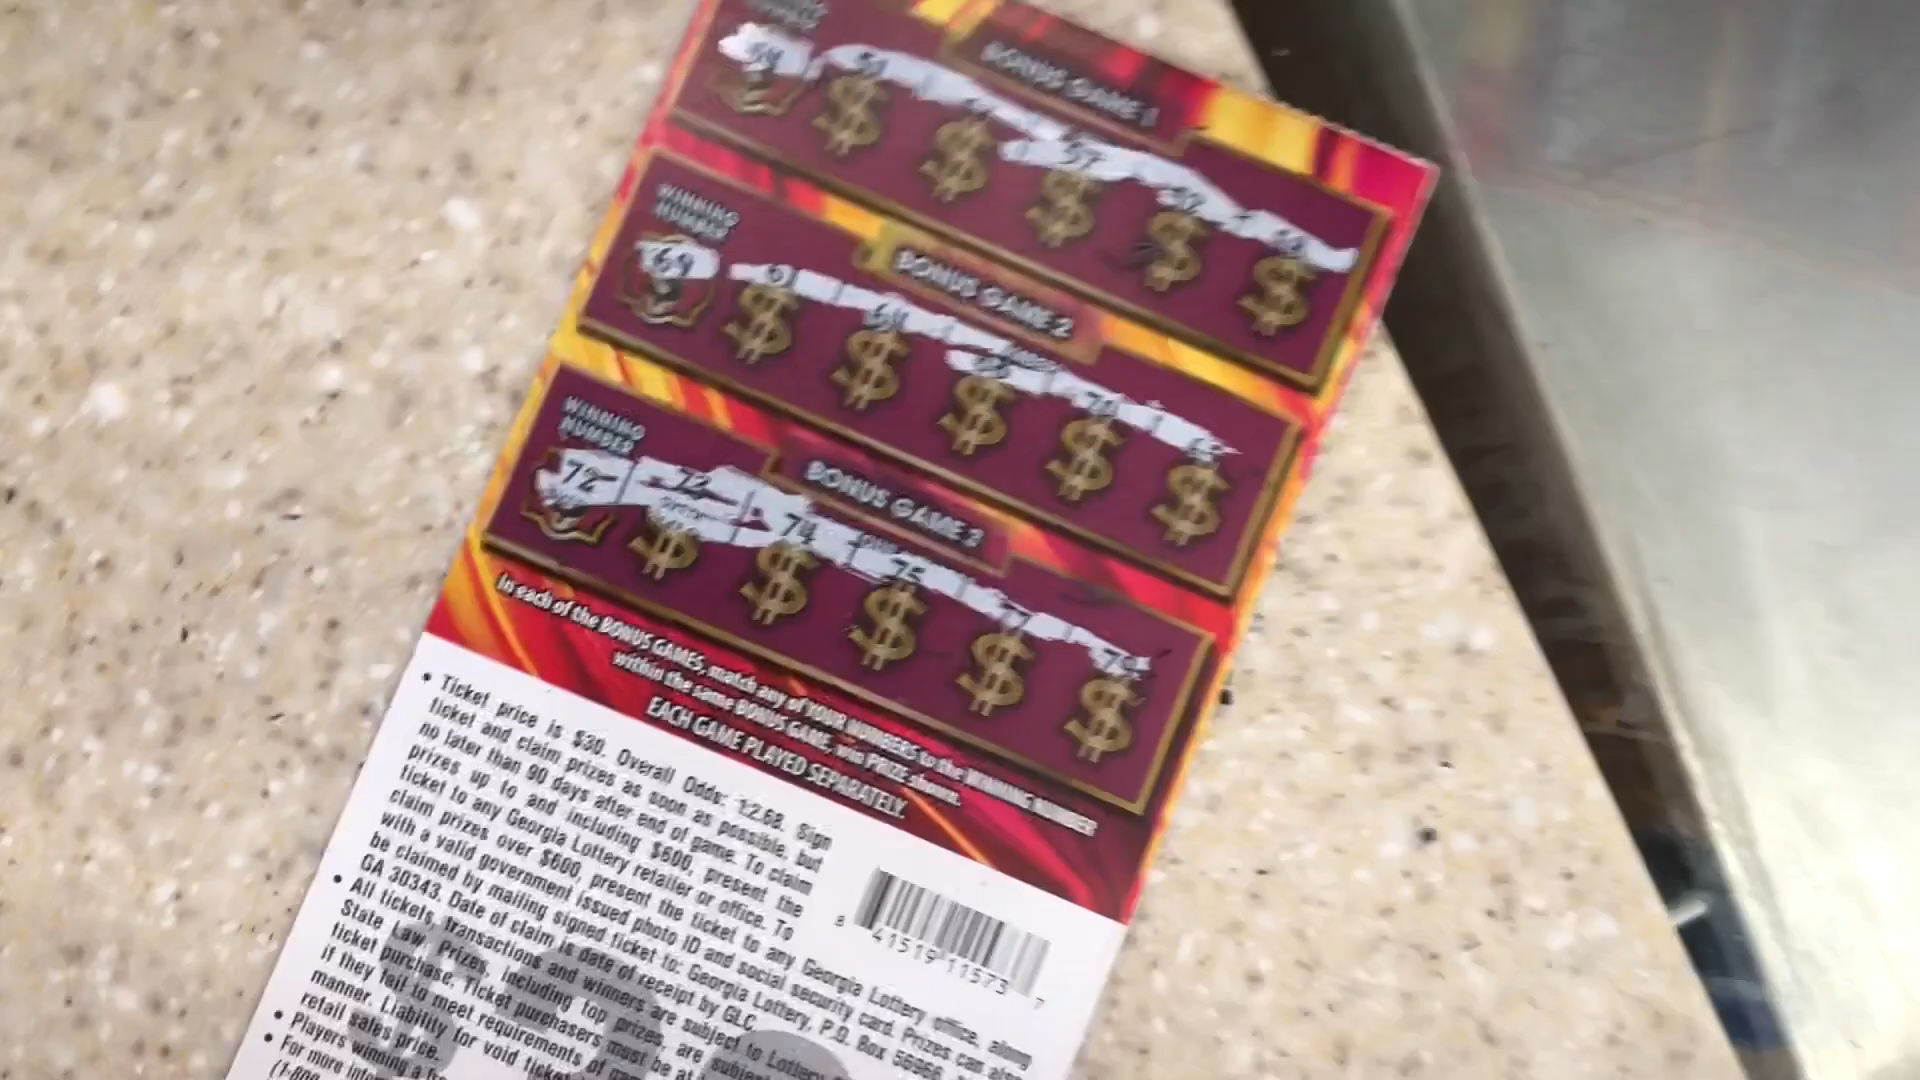 BONUS GAME 1
57
WINNING
NUMBER
BONUS GAME 2
69
WINNING
NUMBER
BONUS GAME 3
72
72
74
75
In each of the BONUS GAMES, match any of YOUR NUMBERS to the WINNING NUMBER
within the same BONUS GAME, win PRIZE shown.
EACH GAME PLAYED SEPARATELY.
• Ticket price is $30. Overall Odds: 1:2.68. Sign
ticket and claim prizes as soon as possible, but
no later than 90 days after end of game. To claim
prizes up to and including $600, present the
ticket to any Georgia Lottery retailer or office. To
claim prizes over $600, present the ticket to any Georgia Lottery office, along
with a valid government issued photo ID and social security card. Prizes can also
be claimed by mailing signed ticket to: Georgia Lottery, P.O. Box
GA 30343. Date of claim is date of receipt by GLC.
• All tickets, transactions and winners are subject to Lottery
State Law. Prizes, including top prizes, are
ticket purchase. Ticket purchasers must be at
if they fail to meet requirements of
manner. Liability for void
retail sales price.
• Players winning a
• For more
(1-800
8 41519 11573 7